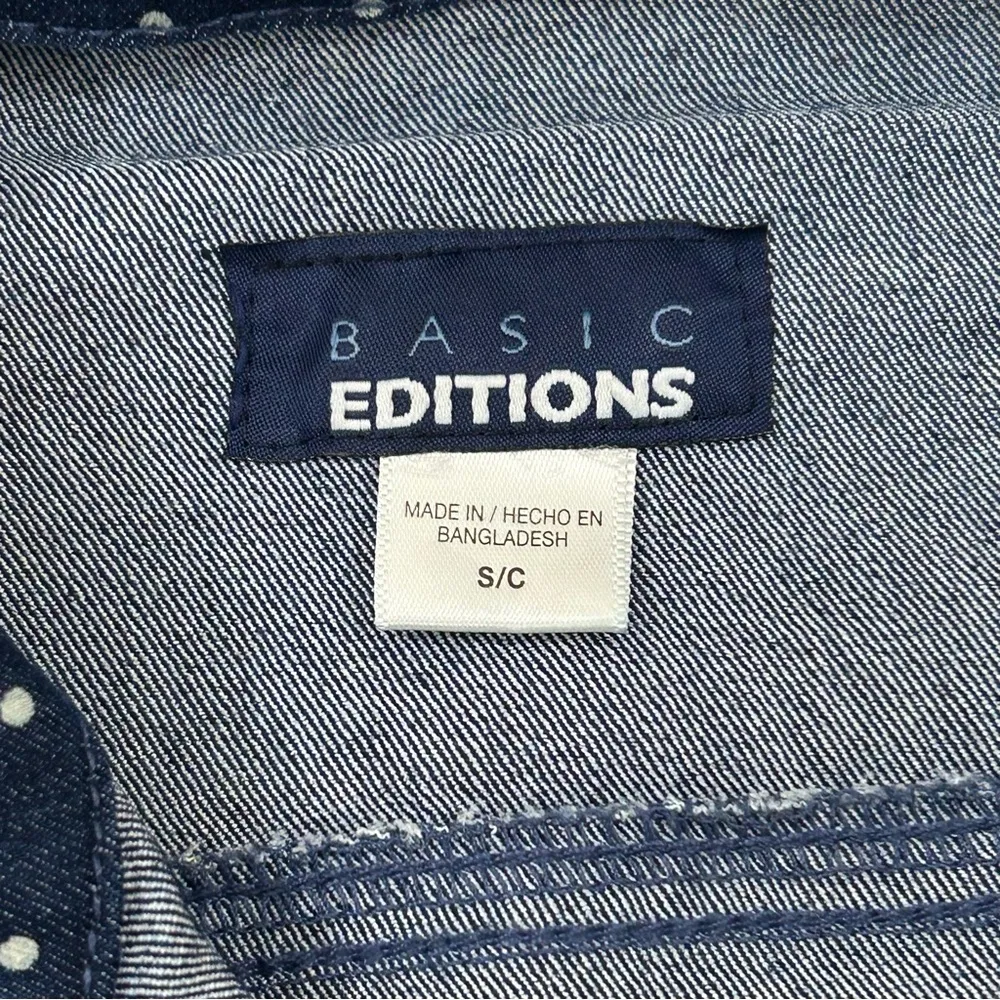 BASIC
EDITIONS
MADE IN / HECHO EN
BANGLADESH
S/C